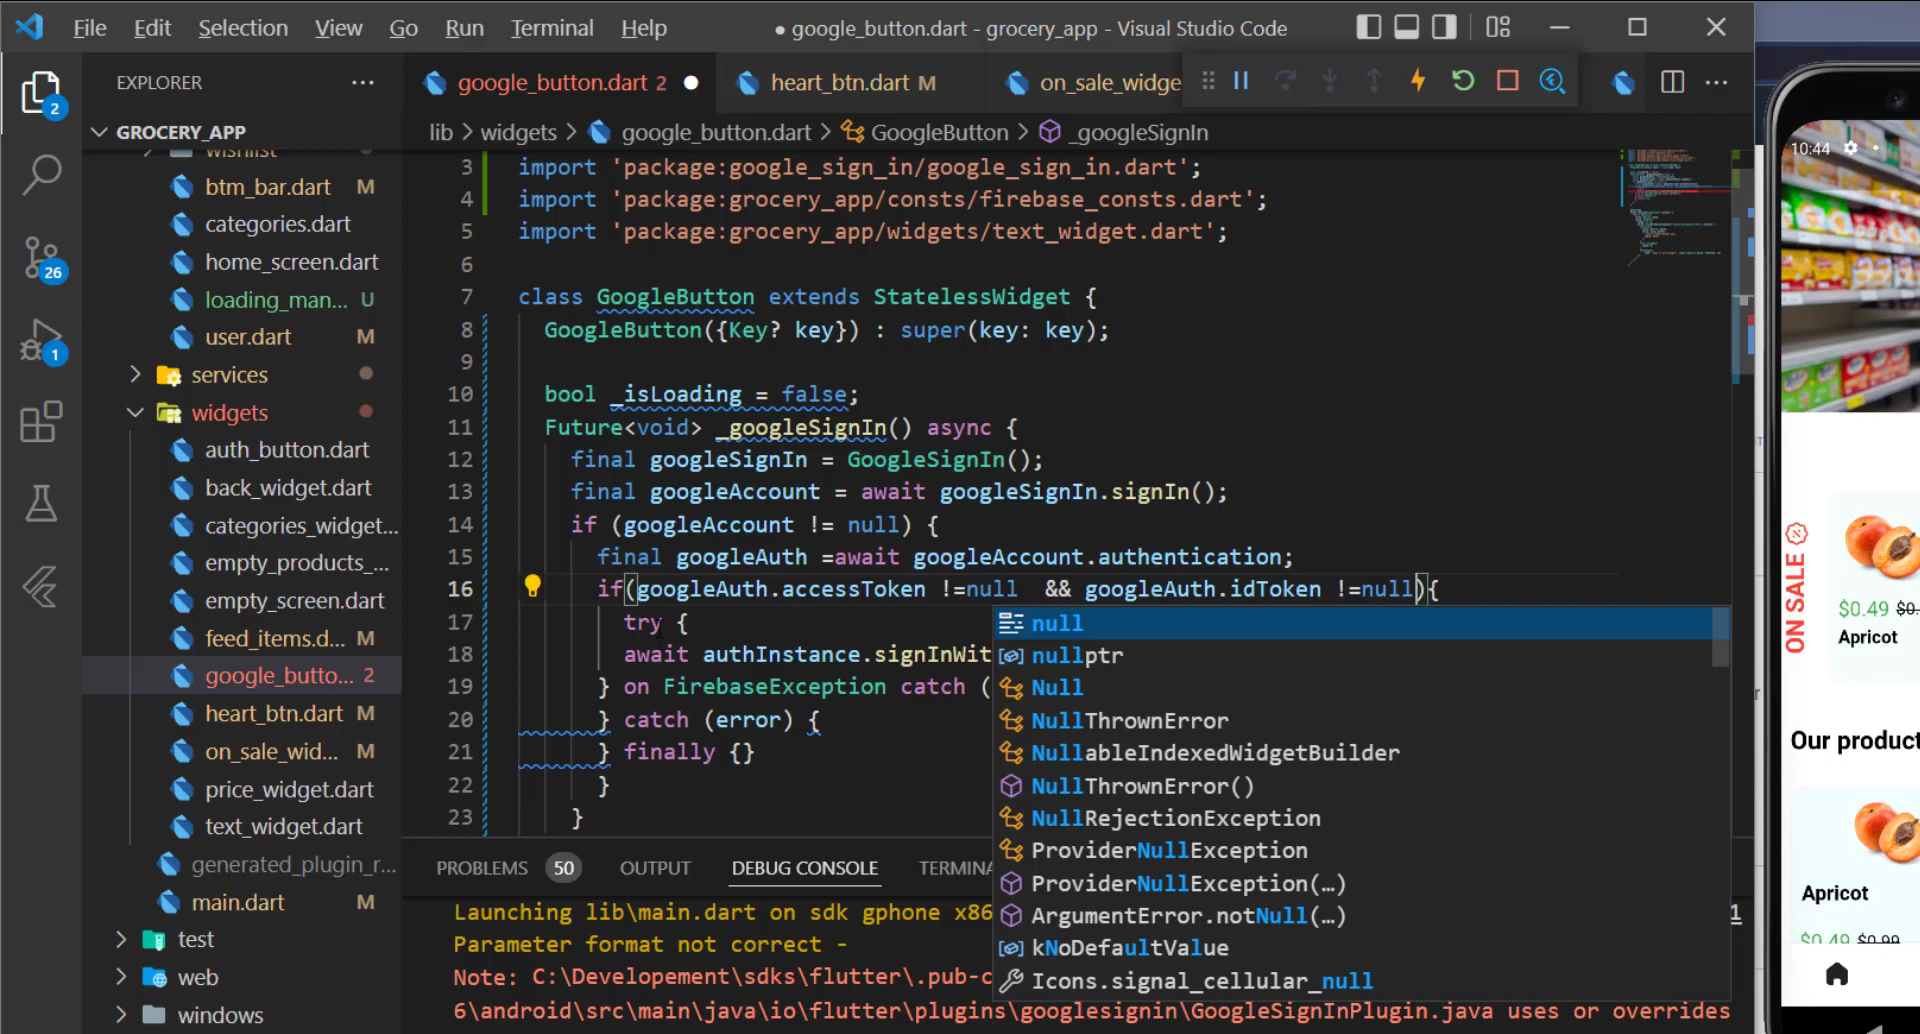 File Edit Selection View Go Run Terminal Help
● google_button.dart - grocery_app - Visual Studio Code
EXPLORER
google_button.dart 2
heart_btn.dart M
on_sale_widge
2
GROCERY_APP
lib > widgets > google_button.dart > GoogleButton > _googleSignIn
wishlist
btm_bar.dart M
categories.dart
home_screen.dart
loading_man... U
user.dart M
services
widgets
auth_button.dart
back_widget.dart
categories_widget...
empty_products_...
empty_screen.dart
feed_items.d... M
google_butto... 2
heart_btn.dart M
on_sale_wid... M
price_widget.dart
text_widget.dart
generated_plugin_r...
main.dart M
test
web
windows
26
1
3 import 'package:google_sign_in/google_sign_in.dart';
4 import 'package:grocery_app/consts/firebase_consts.dart';
5 import 'package:grocery_app/widgets/text_widget.dart';
6
7 class GoogleButton extends StatelessWidget {
8 GoogleButton({Key? key}) : super(key: key);
9
10 bool _isLoading = false;
11 Future<void> _googleSignIn() async {
12 final googleSignIn = GoogleSignIn();
13 final googleAccount = await googleSignIn.signIn();
14 if (googleAccount != null) {
15 final googleAuth =await googleAccount.authentication;
16 if(googleAuth.accessToken !=null  && googleAuth.idToken !=null){
17 try {
18 await authInstance.signInWit
19 } on FirebaseException catch (
20 } catch (error) {
21 } finally {}
22 }
23 }
null
nullptr
Null
NullThrownError
NullableIndexedWidgetBuilder
NullThrownError()
NullRejectionException
ProviderNullException
ProviderNullException(…)
ArgumentError.notNull(…)
kNoDefaultValue
Icons.signal_cellular_null
PROBLEMS 50 OUTPUT DEBUG CONSOLE TERMINA
Launching lib\main.dart on sdk gphone x86
Parameter format not correct -
Note: C:\Developement\sdks\flutter\.pub-c
6\android\src\main\java\io\flutter\plugins\googlesignin\GoogleSignInPlugin.java uses or overrides
1
10:44
ON SALE
$0.49 $0.
Apricot
Our product
Apricot
$0.49 $0.99